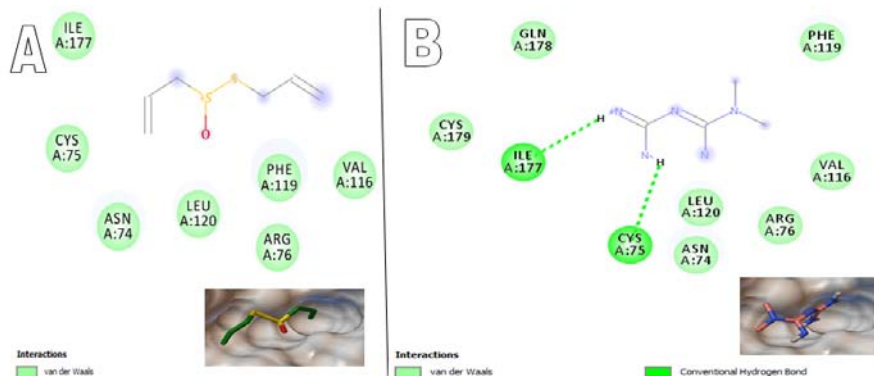 A
ILE
A:177
CYS
A:75
ASN
A:74
LEU
A:120
PHE
A:119
VAL
A:116
ARG
A:76
S
O
Interactions
van der Waals
B
GLN
A:178
PHE
A:119
CYS
A:179
ILE
A:177
H
N
N
N
N
H
N
VAL
A:116
LEU
A:120
ARG
A:76
CYS
A:75
ASN
A:74
Interactions
van der Waals
Conventional Hydrogen Bond